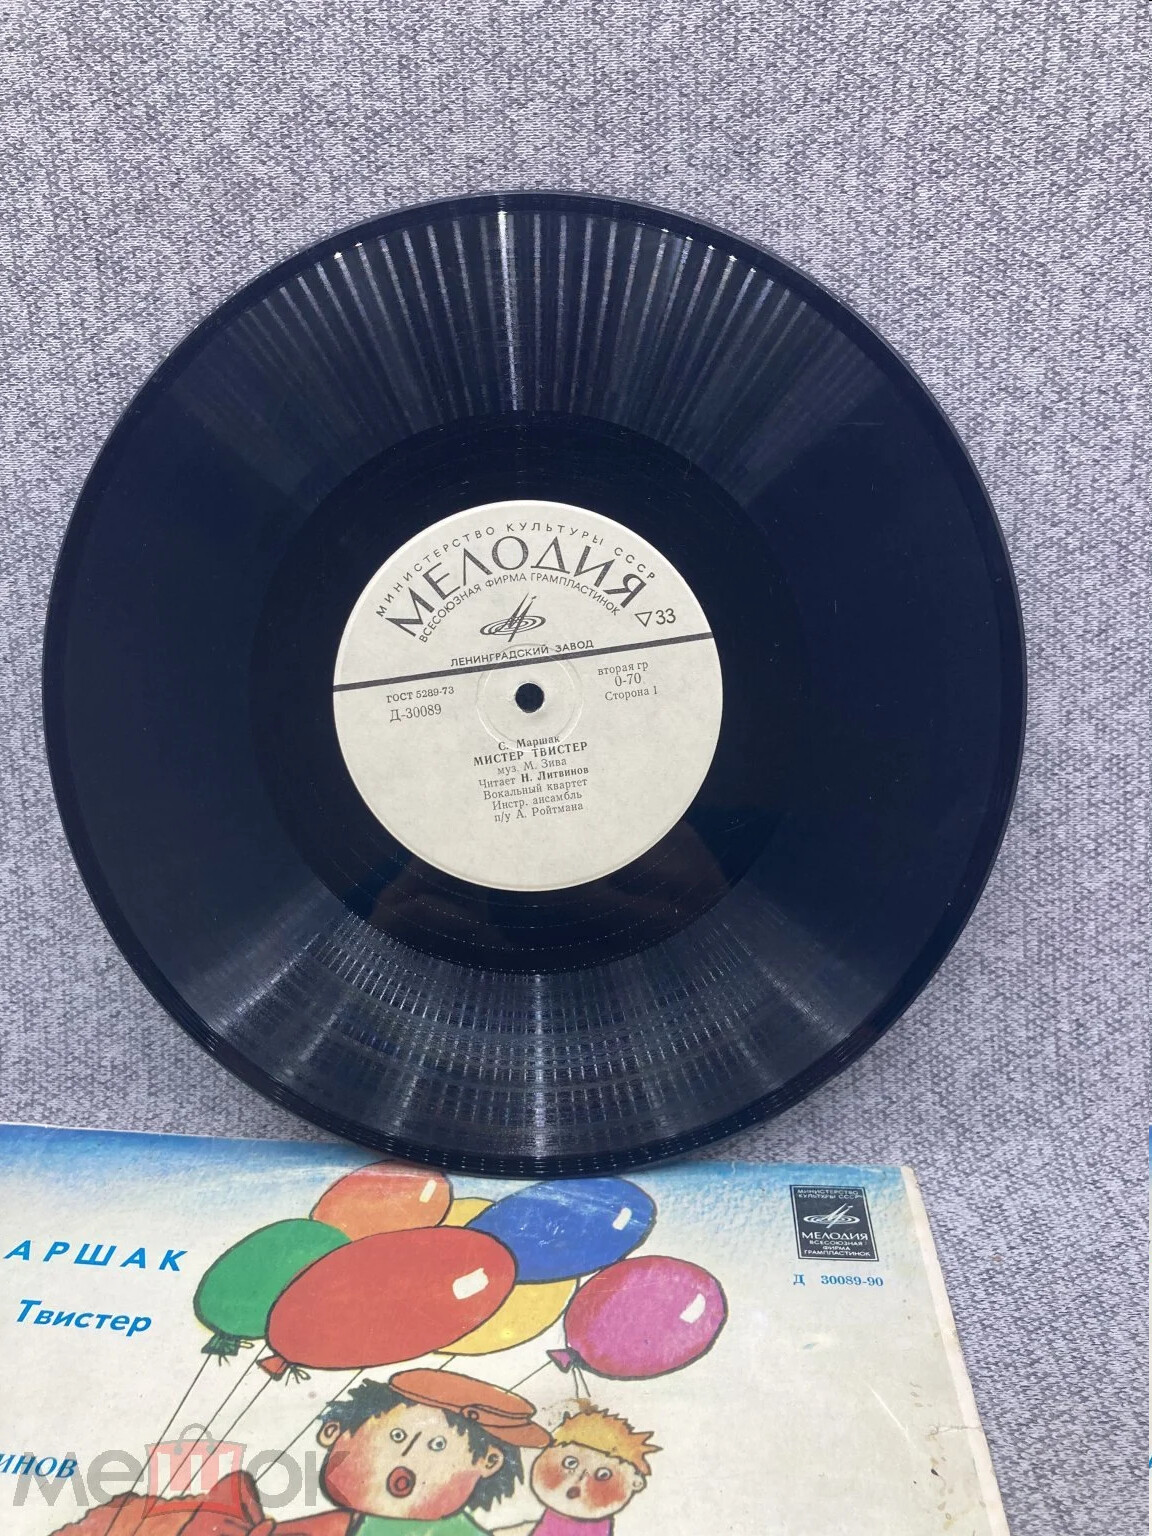 МИНИСТЕРСТВО КУЛЬТУРЫ СССР
МЕЛОДИЯ
ВСЕСОЮЗНАЯ ФИРМА ГРАМПЛАСТИНОК
▽33
ЛЕНИНГРАДСКИЙ ЗАВОД
ГОСТ 5289-73
Д-30089
вторая гр
0-70
Сторона 1
С. Маршак
МИСТЕР ТВИСТЕР
муз. М. Зива
Читает Н. Литвинов
Вокальный квартет
Инстр. ансамбль
п/у А. Ройтмана
МИНИСТЕРСТВО
КУЛЬТУРЫ СССР
МЕЛОДИЯ
ВСЕСОЮЗНАЯ
ФИРМА
ГРАМПЛАСТИНОК
Д 30089-90
АРШАК
Твистер
ИНОВ
мешок